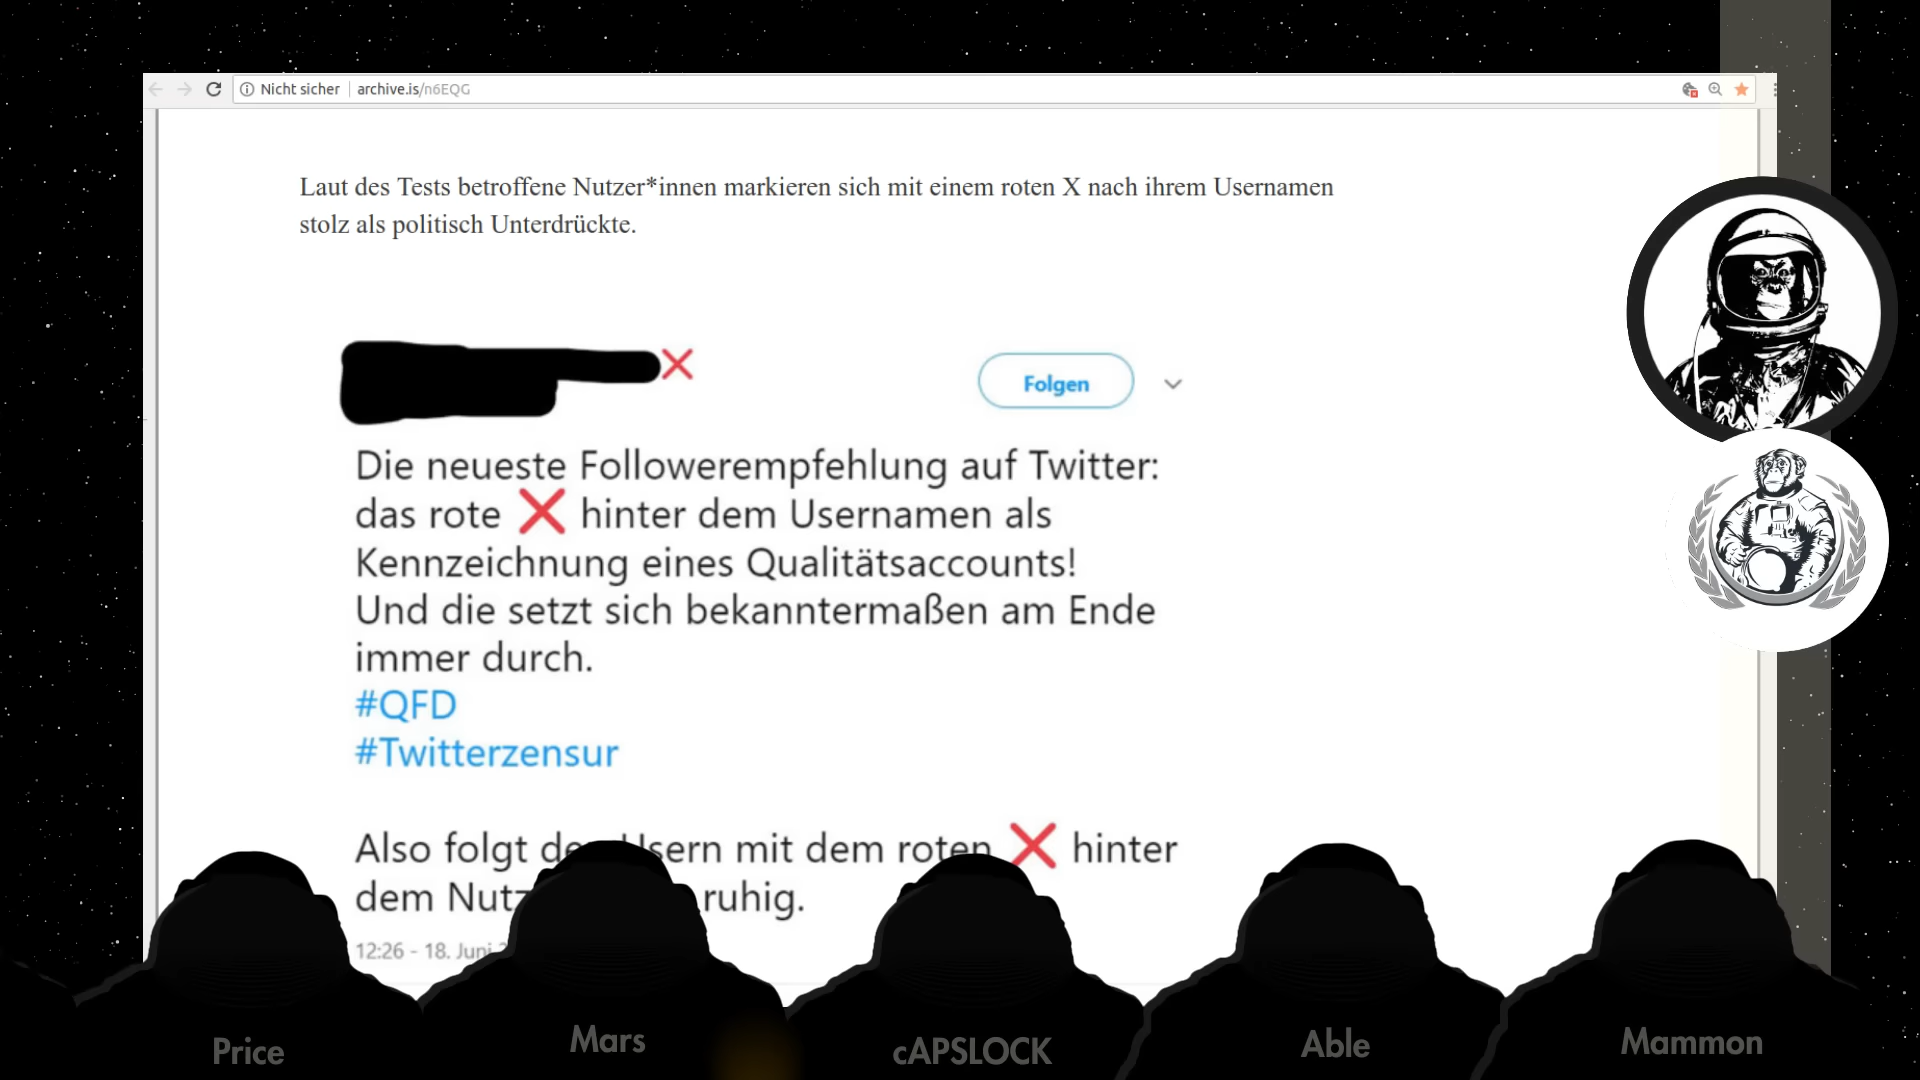 Nicht sicher archive.is/n6EQG
Laut des Tests betroffene Nutzer*innen markieren sich mit einem roten X nach ihrem Usernamen
stolz als politisch Unterdrückte.
❌
Folgen
Die neueste Followerempfehlung auf Twitter:
das rote ❌ hinter dem Usernamen als
Kennzeichnung eines Qualitätsaccounts!
Und die setzt sich bekanntermaßen am Ende
immer durch.
#QFD
#Twitterzensur
Also folgt mit dem roten ❌ hinter
dem ruhig.
12:26 - 18. Juni
Price
Mars
cAPSLOCK
Able
Mammon